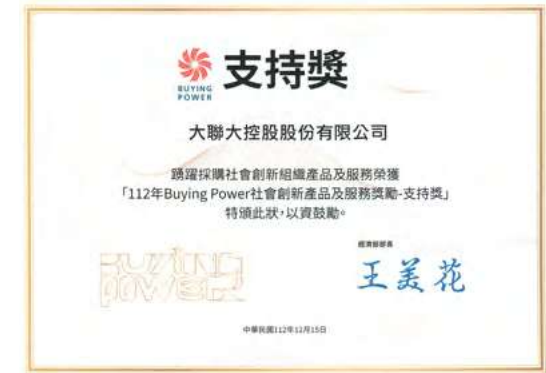 BUYING
POWER
支持獎
大聯大控股股份有限公司
踴躍採購社會創新組織產品及服務榮獲
「112年Buying Power社會創新產品及服務獎勵-支持獎」
特頒此狀，以資鼓勵。
經濟部部長
BUYING
POWER
王美花
中華民國112年12月15日